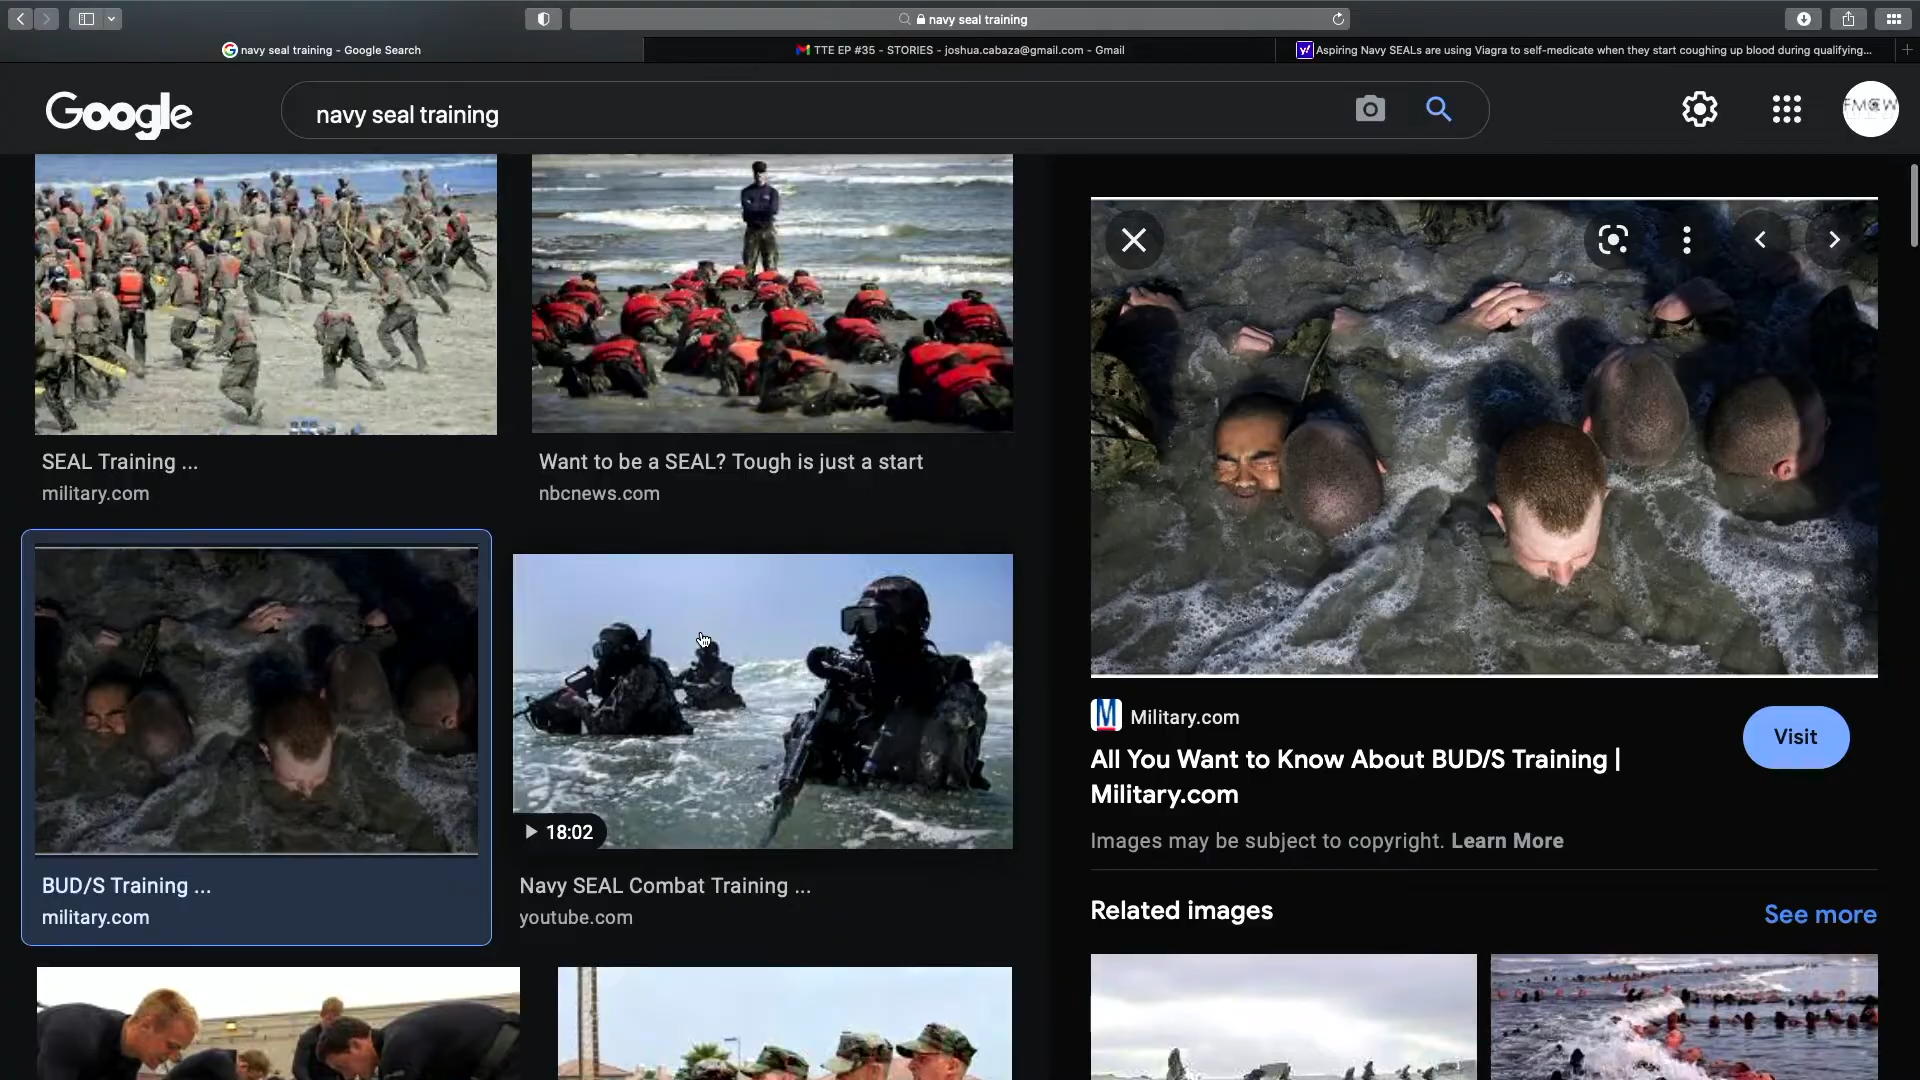 navy seal training
navy seal training - Google Search
TTE EP #35 - STORIES - joshua.cabaza@gmail.com - Gmail
y! Aspiring Navy SEALs are using Viagra to self-medicate when they start coughing up blood during qualifying...
Google
navy seal training
FMCW
SEAL Training ...
military.com
Want to be a SEAL? Tough is just a start
nbcnews.com
BUD/S Training ...
military.com
18:02
Navy SEAL Combat Training ...
youtube.com
M Military.com
All You Want to Know About BUD/S Training |
Military.com
Visit
Images may be subject to copyright. Learn More
Related images
See more